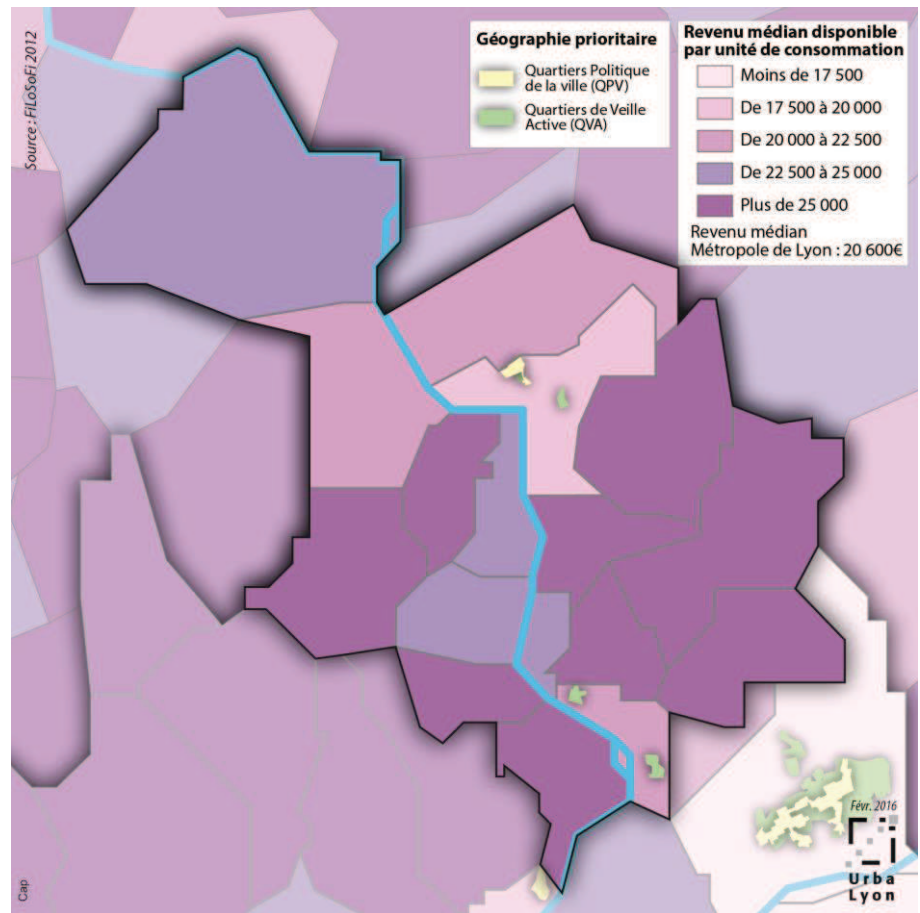 Source : FiLoSoFi 2012
Géographie prioritaire
Quartiers Politique
de la ville (QPV)
Quartiers de Veille
Active (QVA)
Revenu médian disponible
par unité de consommation
Moins de 17 500
De 17 500 à 20 000
De 20 000 à 22 500
De 22 500 à 25 000
Plus de 25 000
Revenu médian
Métropole de Lyon : 20 600€
Févr. 2016
Urba
Lyon
Cap